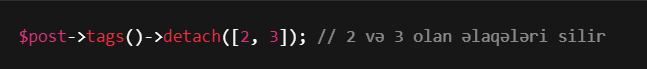 $post->tags()->detach([2, 3]); // 2 və 3 olan əlaqələri silir